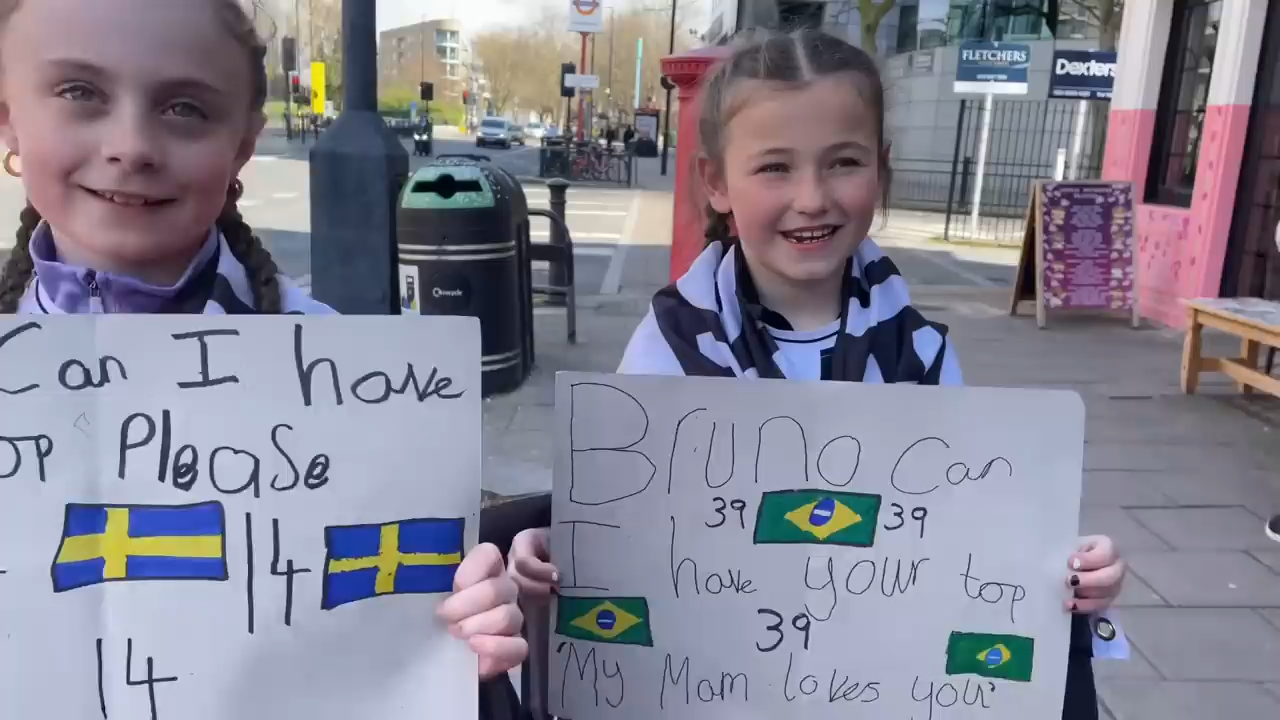 Can I have
Please
14
14
Bruno Can
39 39
I have your top
39
"My Mom loves you"
FLETCHERS
Dexters